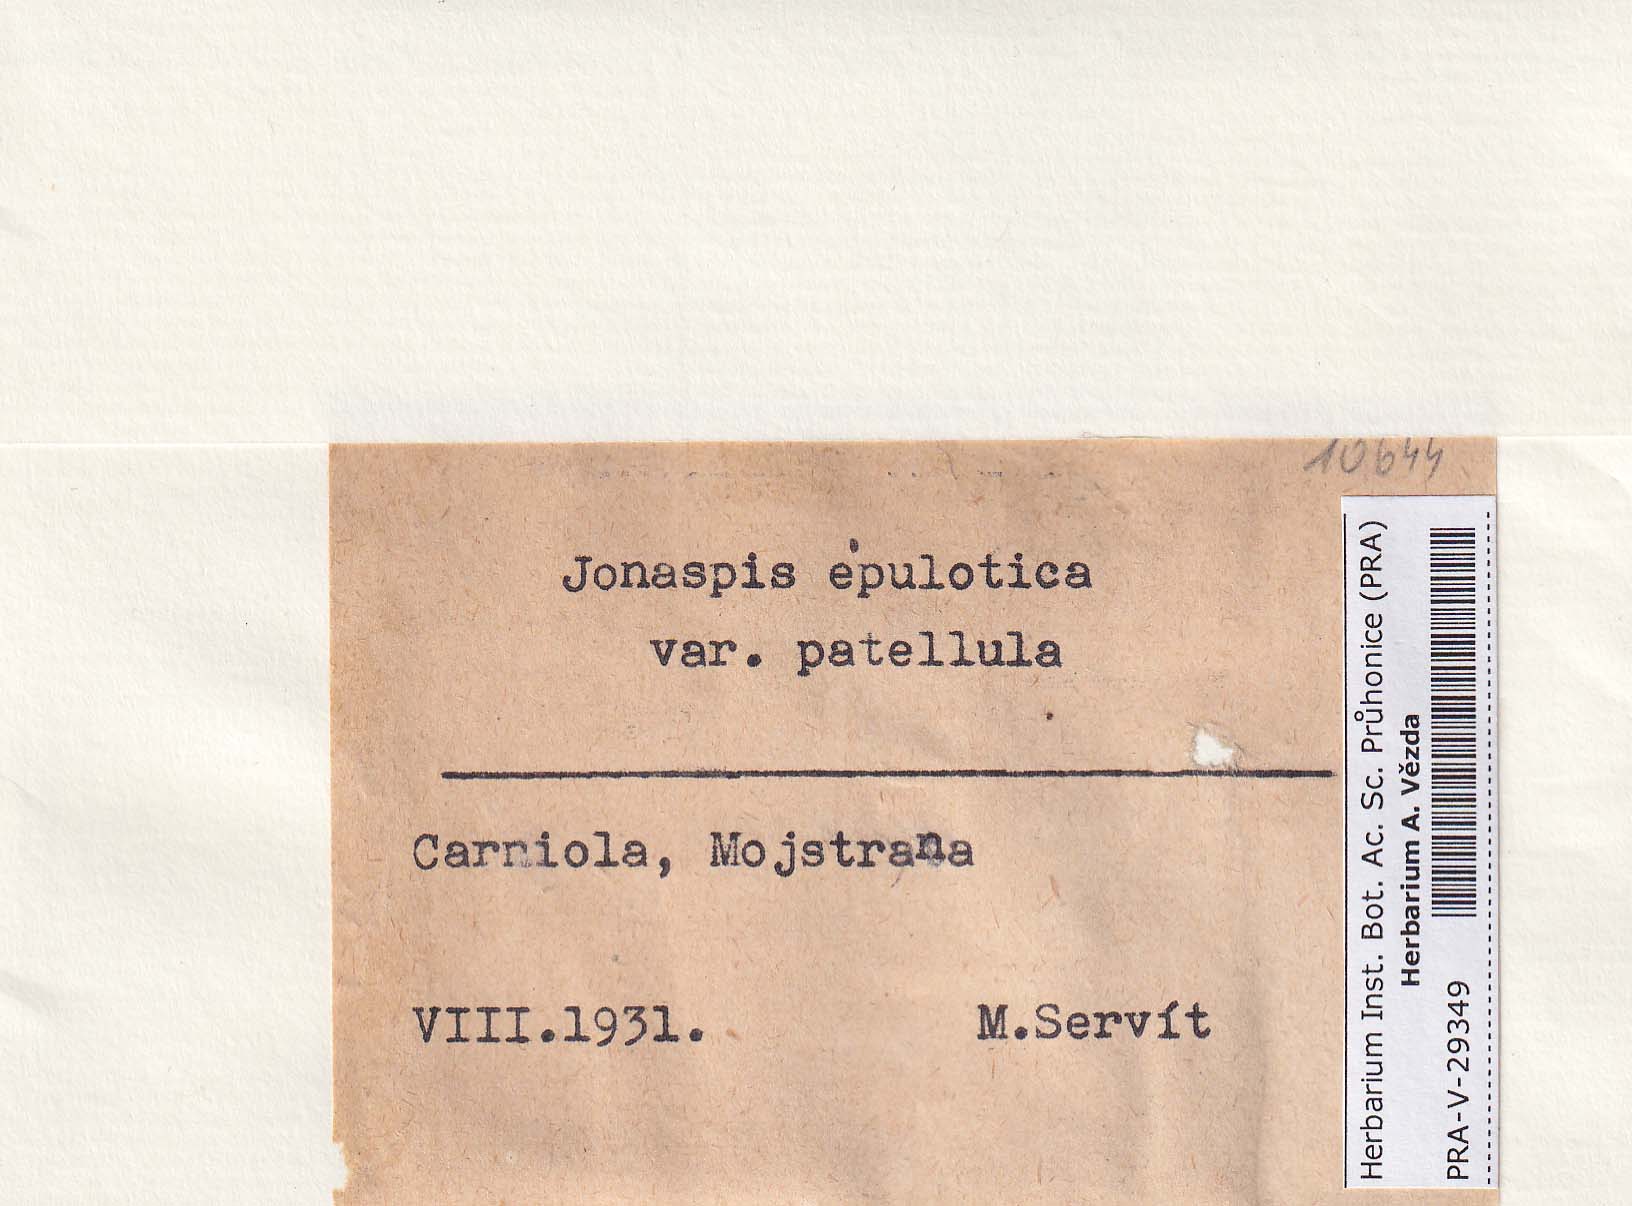 10644
Jonaspis epulotica
var. patellula
Carniola, Mojstrana
VIII.1931. M.Servít
Herbarium Inst. Bot. Ac. Sc. Průhonice (PRA)
Herbarium A. Vězda
PRA-V-29349